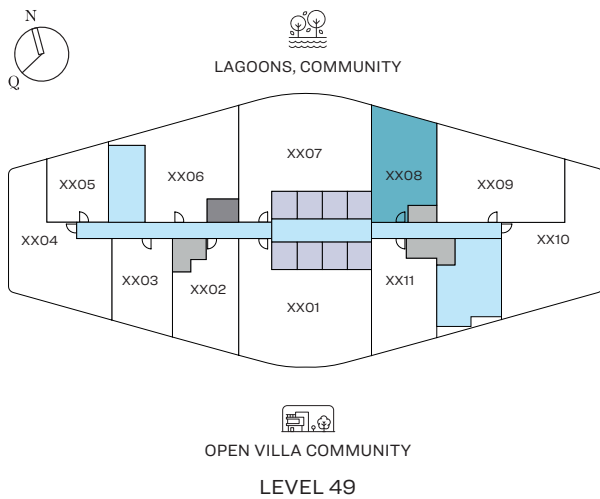 N
Q
LAGOONS, COMMUNITY
XX07
XX05
XX06
XX08
XX09
XX04
XX10
XX03
XX02
XX01
XX11
OPEN VILLA COMMUNITY
LEVEL 49